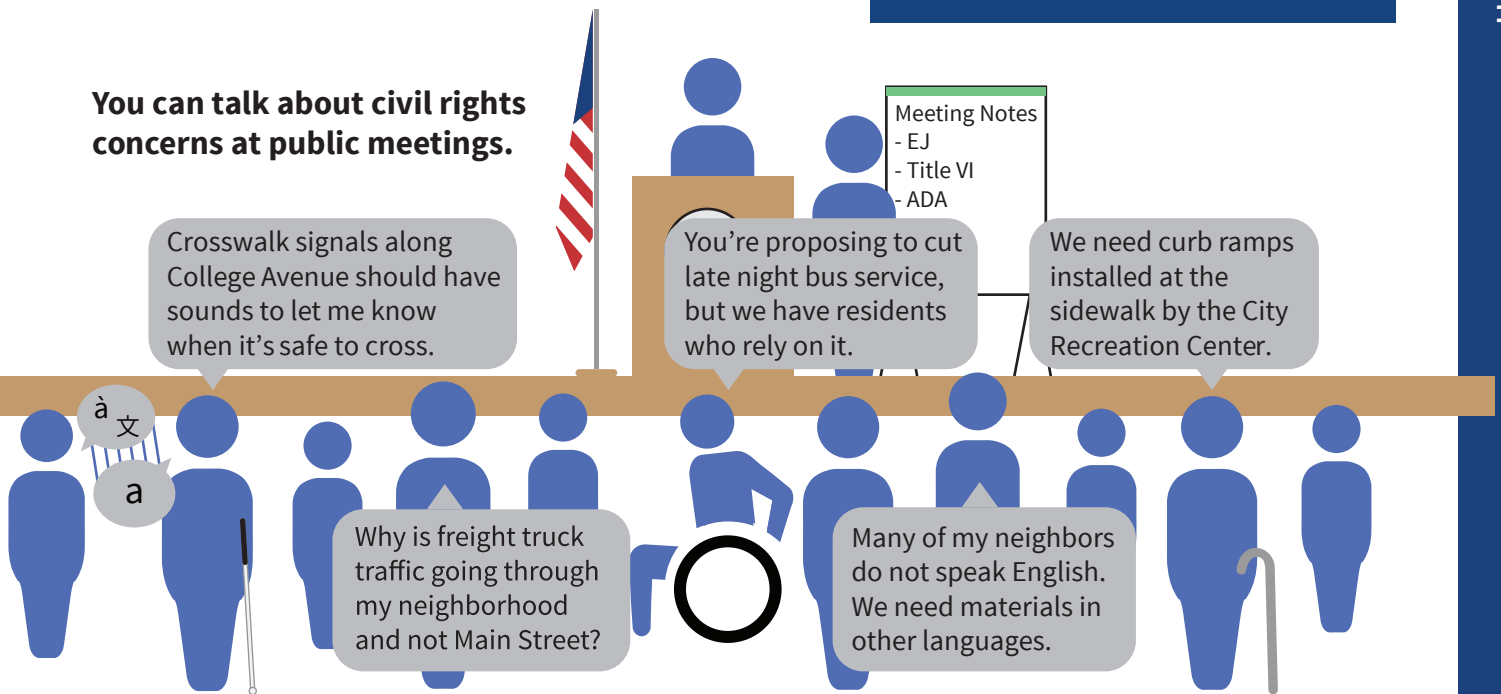 You can talk about civil rights
concerns at public meetings.
Meeting Notes
- EJ
- Title VI
- ADA
Crosswalk signals along
College Avenue should have
sounds to let me know
when it’s safe to cross.
You’re proposing to cut
late night bus service,
but we have residents
who rely on it.
We need curb ramps
installed at the
sidewalk by the City
Recreation Center.
à
文
a
Why is freight truck
traffic going through
my neighborhood
and not Main Street?
Many of my neighbors
do not speak English.
We need materials in
other languages.